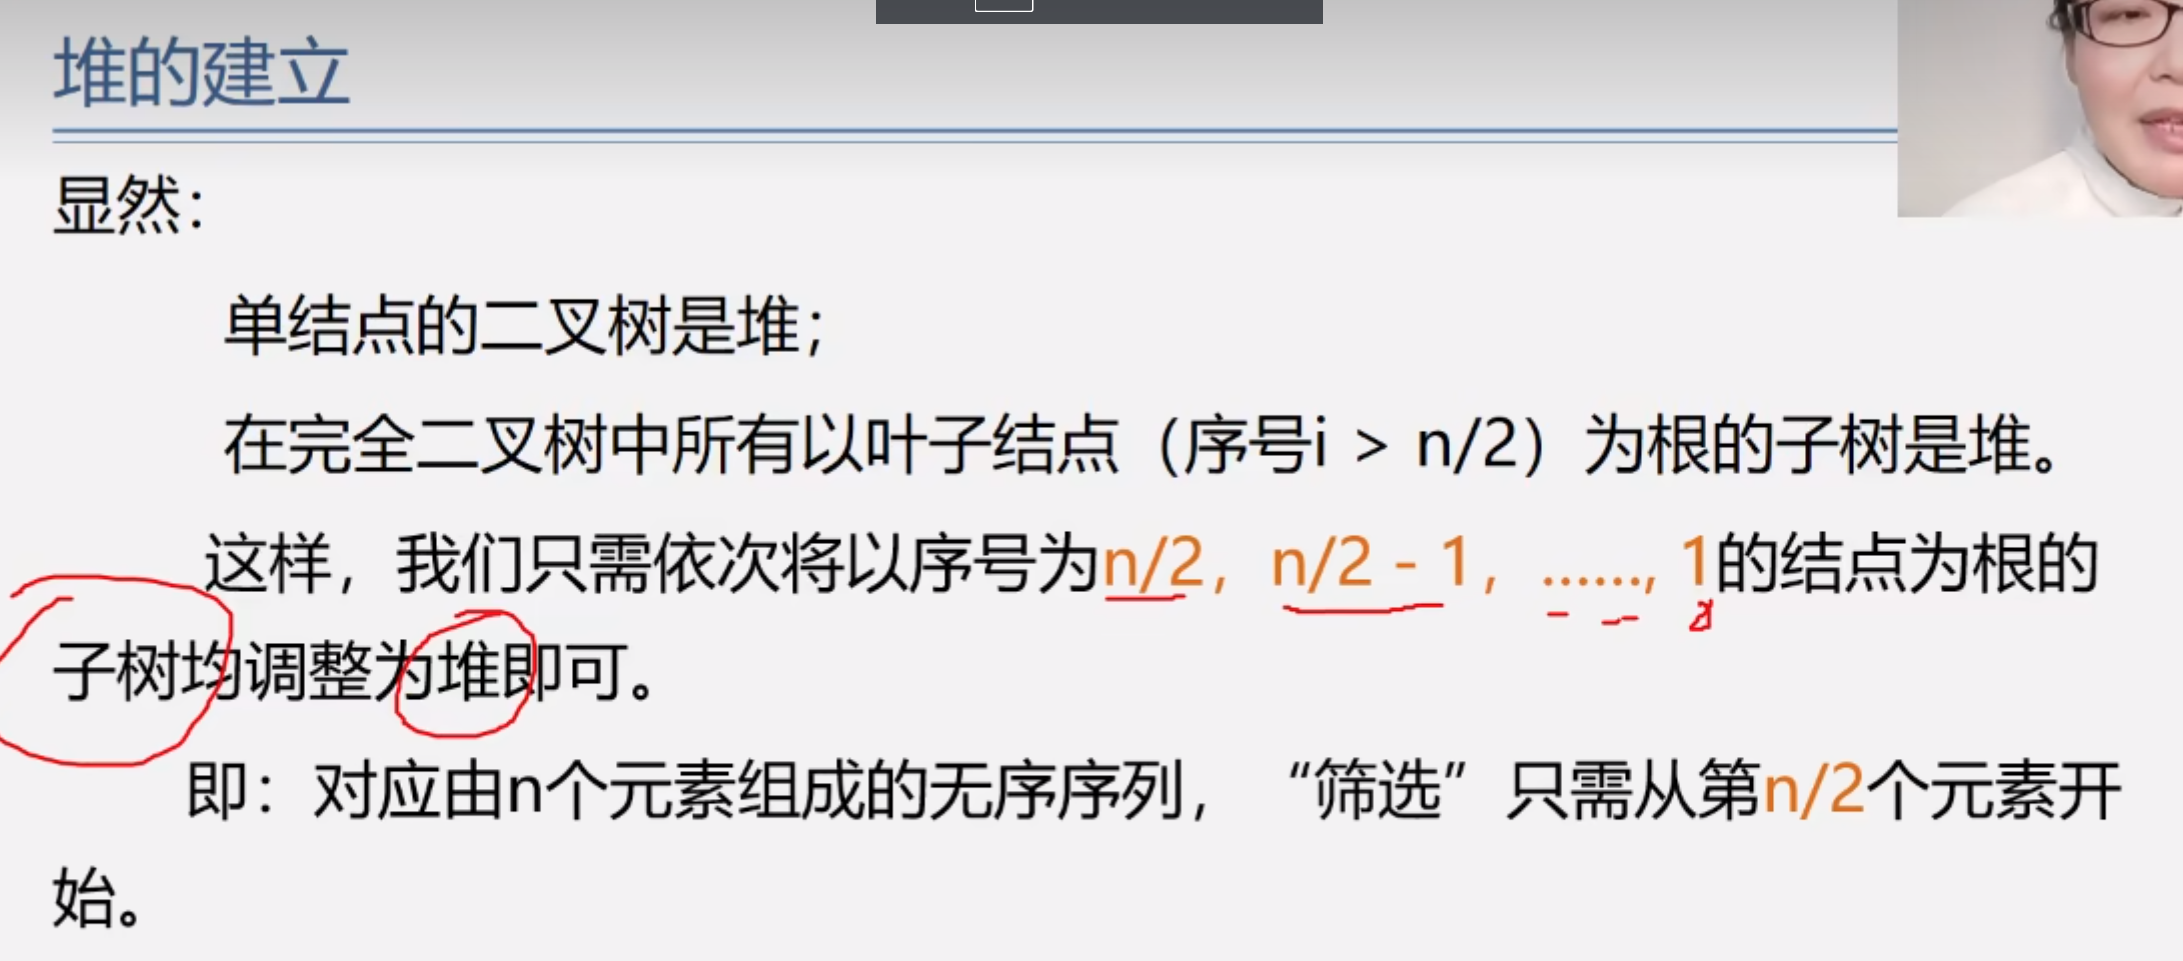 堆的建立
显然：
单结点的二叉树是堆；
在完全二叉树中所有以叶子结点（序号i > n/2）为根的子树是堆。
这样，我们只需依次将以序号为n/2，n/2 - 1，……, 1的结点为根的
子树均调整为堆即可。
即：对应由n个元素组成的无序序列，“筛选”只需从第n/2个元素开
始。